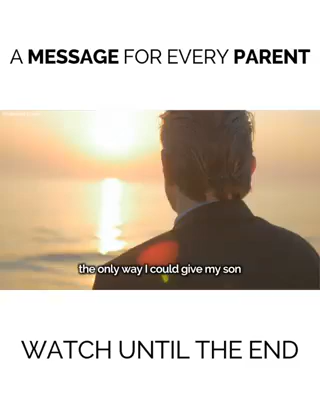 A MESSAGE FOR EVERY PARENT
the only way I could give my son
WATCH UNTIL THE END